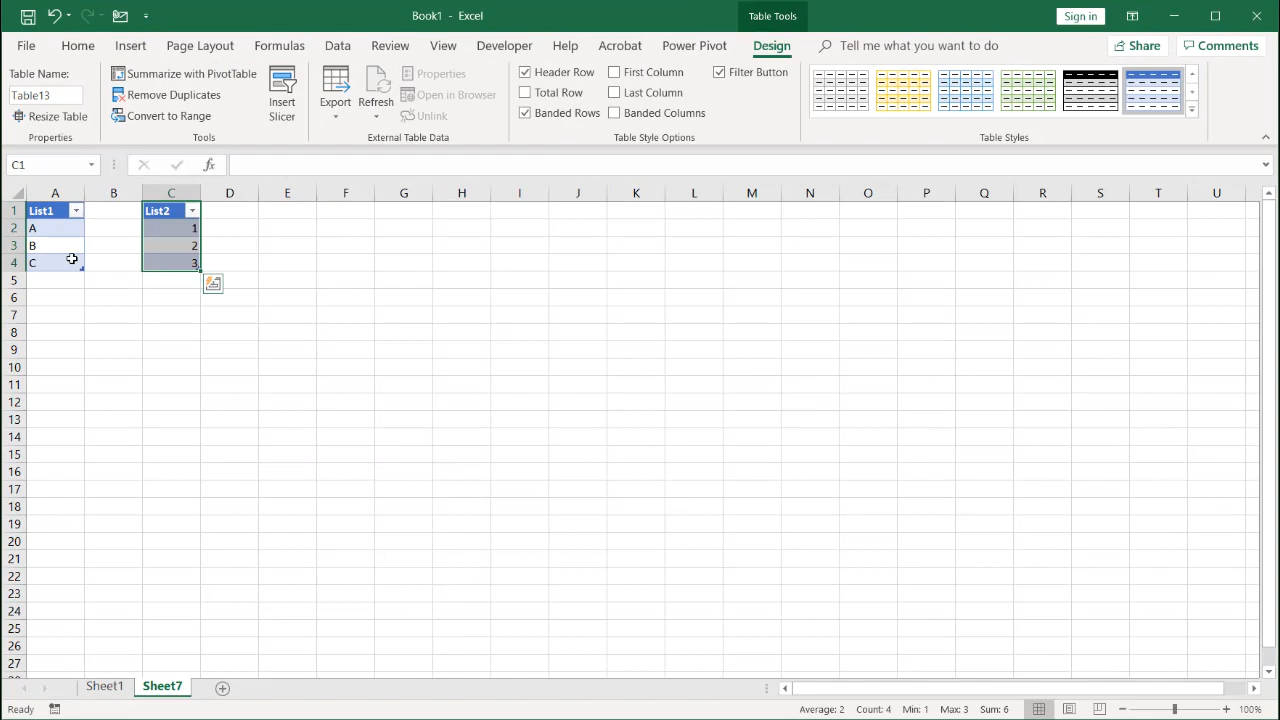 Book1 - Excel
Table Tools
Sign in
File Home Insert Page Layout Formulas Data Review View Developer Help Acrobat Power Pivot Design Tell me what you want to do Share Comments
Table Name:
Table13
Resize Table
Properties
Summarize with PivotTable
Remove Duplicates
Convert to Range
Tools
Insert
Slicer
Export
Refresh
Properties
Open in Browser
Unlink
External Table Data
Header Row
Total Row
Banded Rows
First Column
Last Column
Banded Columns
Filter Button
Table Style Options
Table Styles
C1
fx
A B C D E F G H I J K L M N O P Q R S T U
1 List1 List2
2 A 1
3 B 2
4 C 3
5
6
7
8
9
10
11
12
13
14
15
16
17
18
19
20
21
22
23
24
25
26
27
Sheet1 Sheet7
Ready Average: 2 Count: 4 Min: 1 Max: 3 Sum: 6 100%